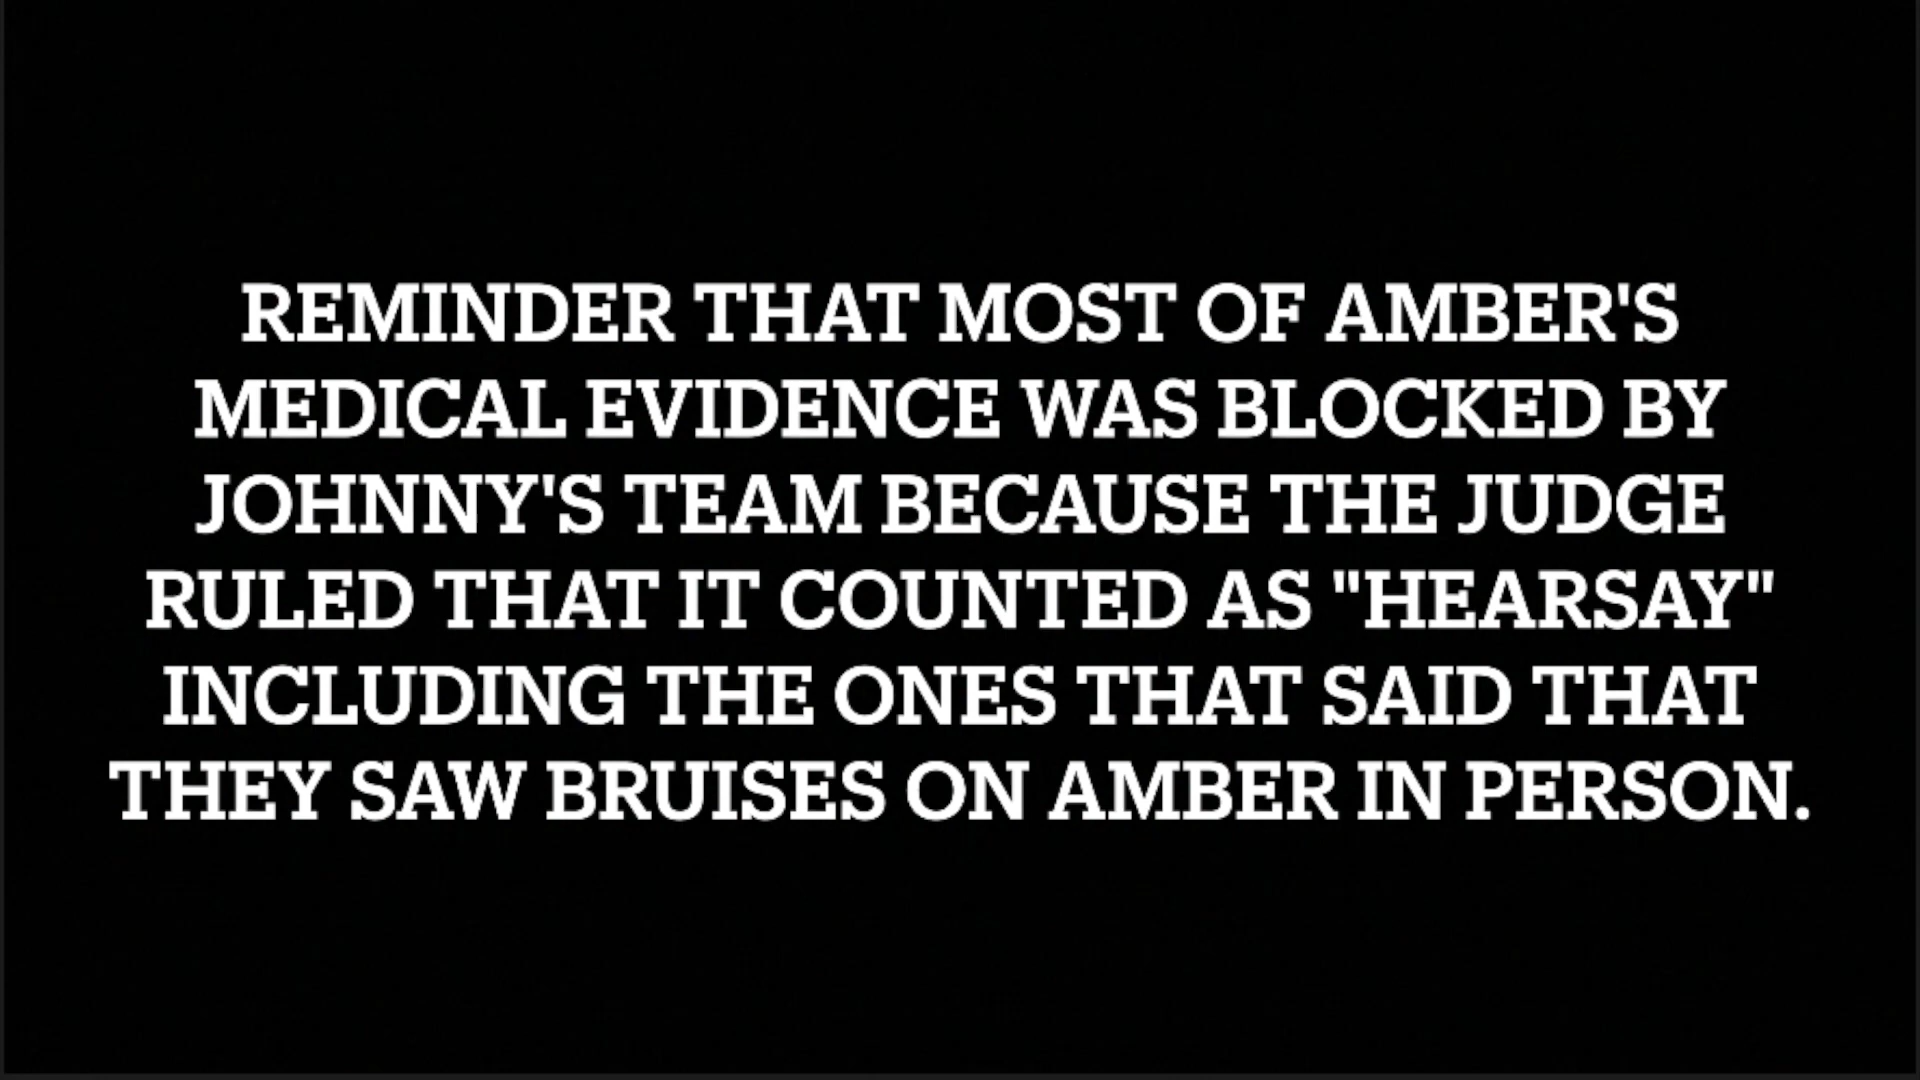 REMINDER THAT MOST OF AMBER'S
MEDICAL EVIDENCE WAS BLOCKED BY
JOHNNY'S TEAM BECAUSE THE JUDGE
RULED THAT IT COUNTED AS "HEARSAY"
INCLUDING THE ONES THAT SAID THAT
THEY SAW BRUISES ON AMBER IN PERSON.